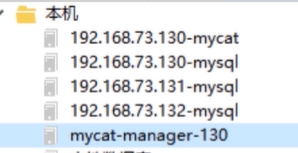 本机
192.168.73.130-mycat
192.168.73.130-mysql
192.168.73.131-mysql
192.168.73.132-mysql
mycat-manager-130